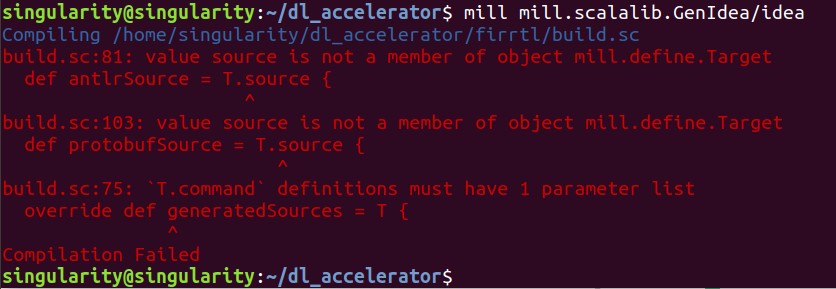 singularity@singularity:~/dl_accelerator$ mill mill.scalalib.GenIdea/idea
Compiling /home/singularity/dl_accelerator/firrtl/build.sc
build.sc:81: value source is not a member of object mill.define.Target
  def antlrSource = T.source {
                      ^
build.sc:103: value source is not a member of object mill.define.Target
  def protobufSource = T.source {
                         ^
build.sc:75: `T.command` definitions must have 1 parameter list
  override def generatedSources = T {
               ^
Compilation Failed
singularity@singularity:~/dl_accelerator$